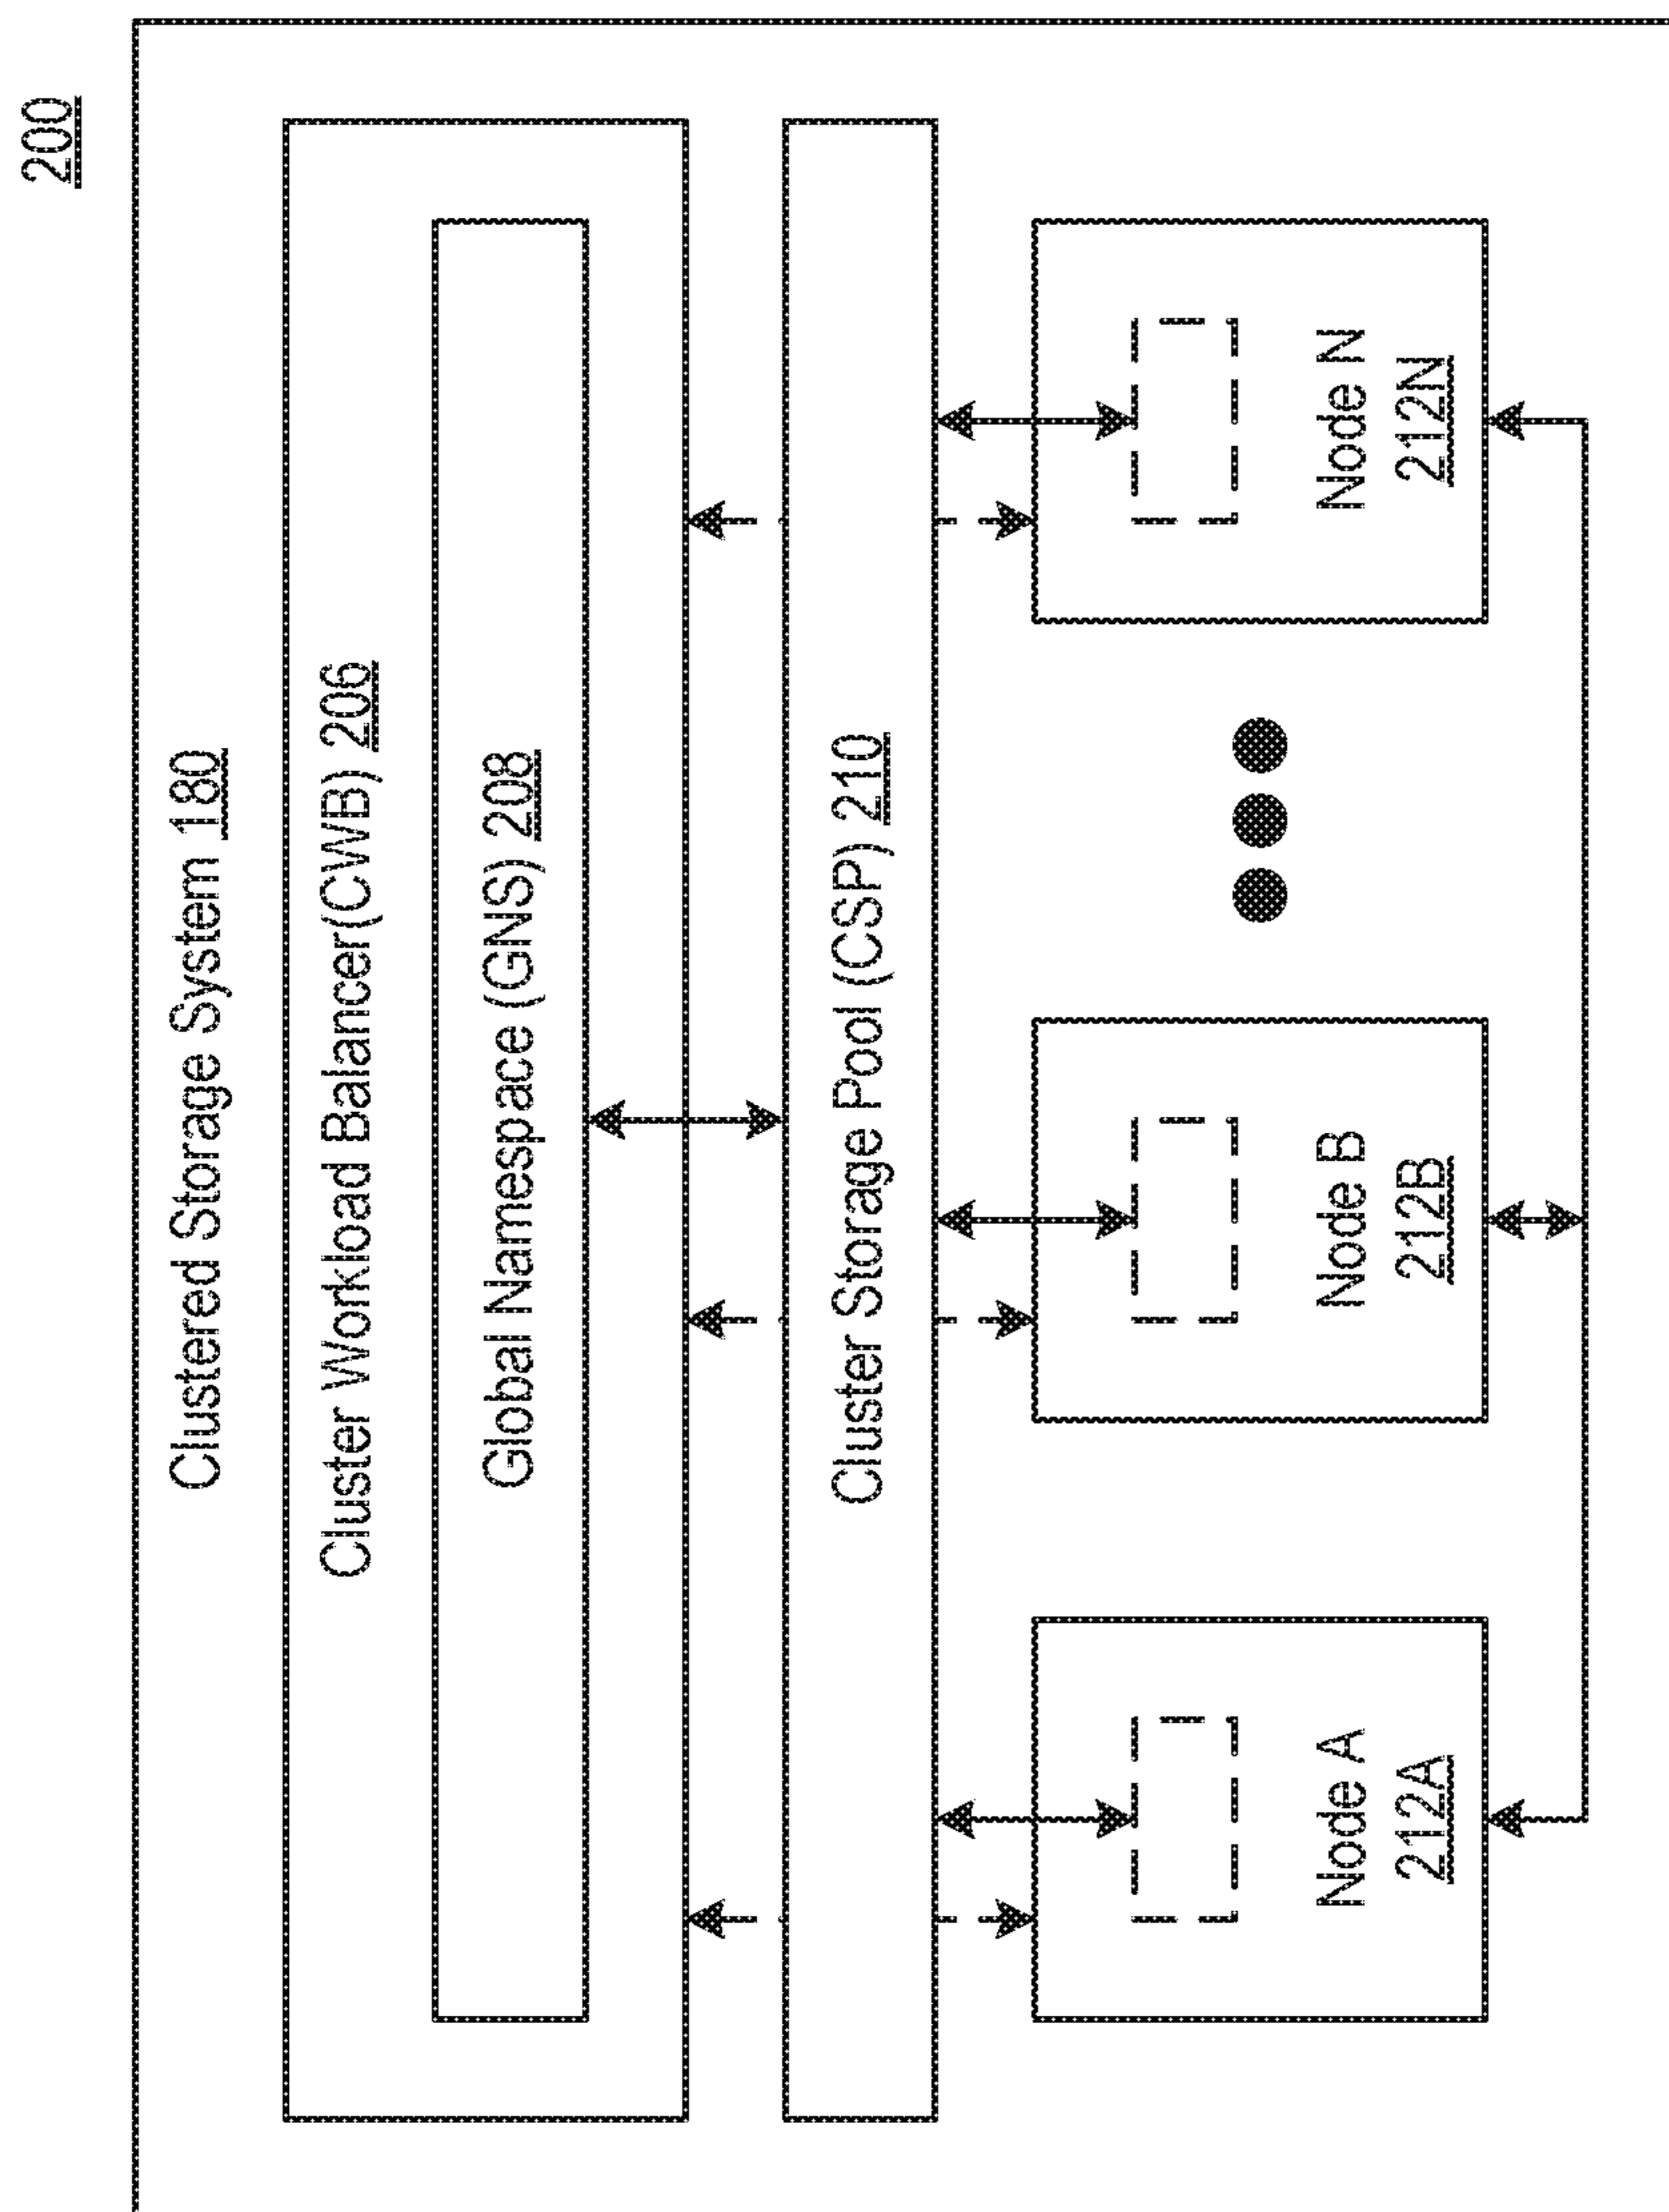 200
Clustered Storage System 180
Cluster Workload Balancer(CWB) 206
Global Namespace (GNS) 208
Cluster Storage Pool (CSP) 210
Node A
212A
Node B
212B
Node N
212N